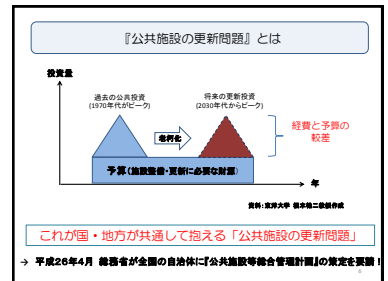 『公共施設の更新問題』とは
投資量
過去の公共投資
(1970年代がピーク)
将来の更新投資
(2030年代からピーク)
老朽化
経費と予算の
較差
予算(施設整備・更新に必要な財源)
年
資料:東洋大学 根本祐二教授作成
これが国・地方が共通して抱える「公共施設の更新問題」
→ 平成26年4月 総務省が全国の自治体に『公共施設等総合管理計画』の策定を要請!